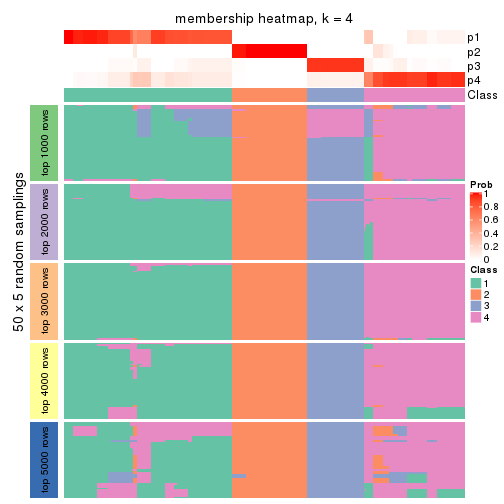 membership heatmap, k = 4
p1
p2
p3
p4
Class
50 x 5 random samplings
top 1000 rows
top 2000 rows
top 3000 rows
top 4000 rows
top 5000 rows
Prob
1
0.8
0.6
0.4
0.2
0
Class
1
2
3
4